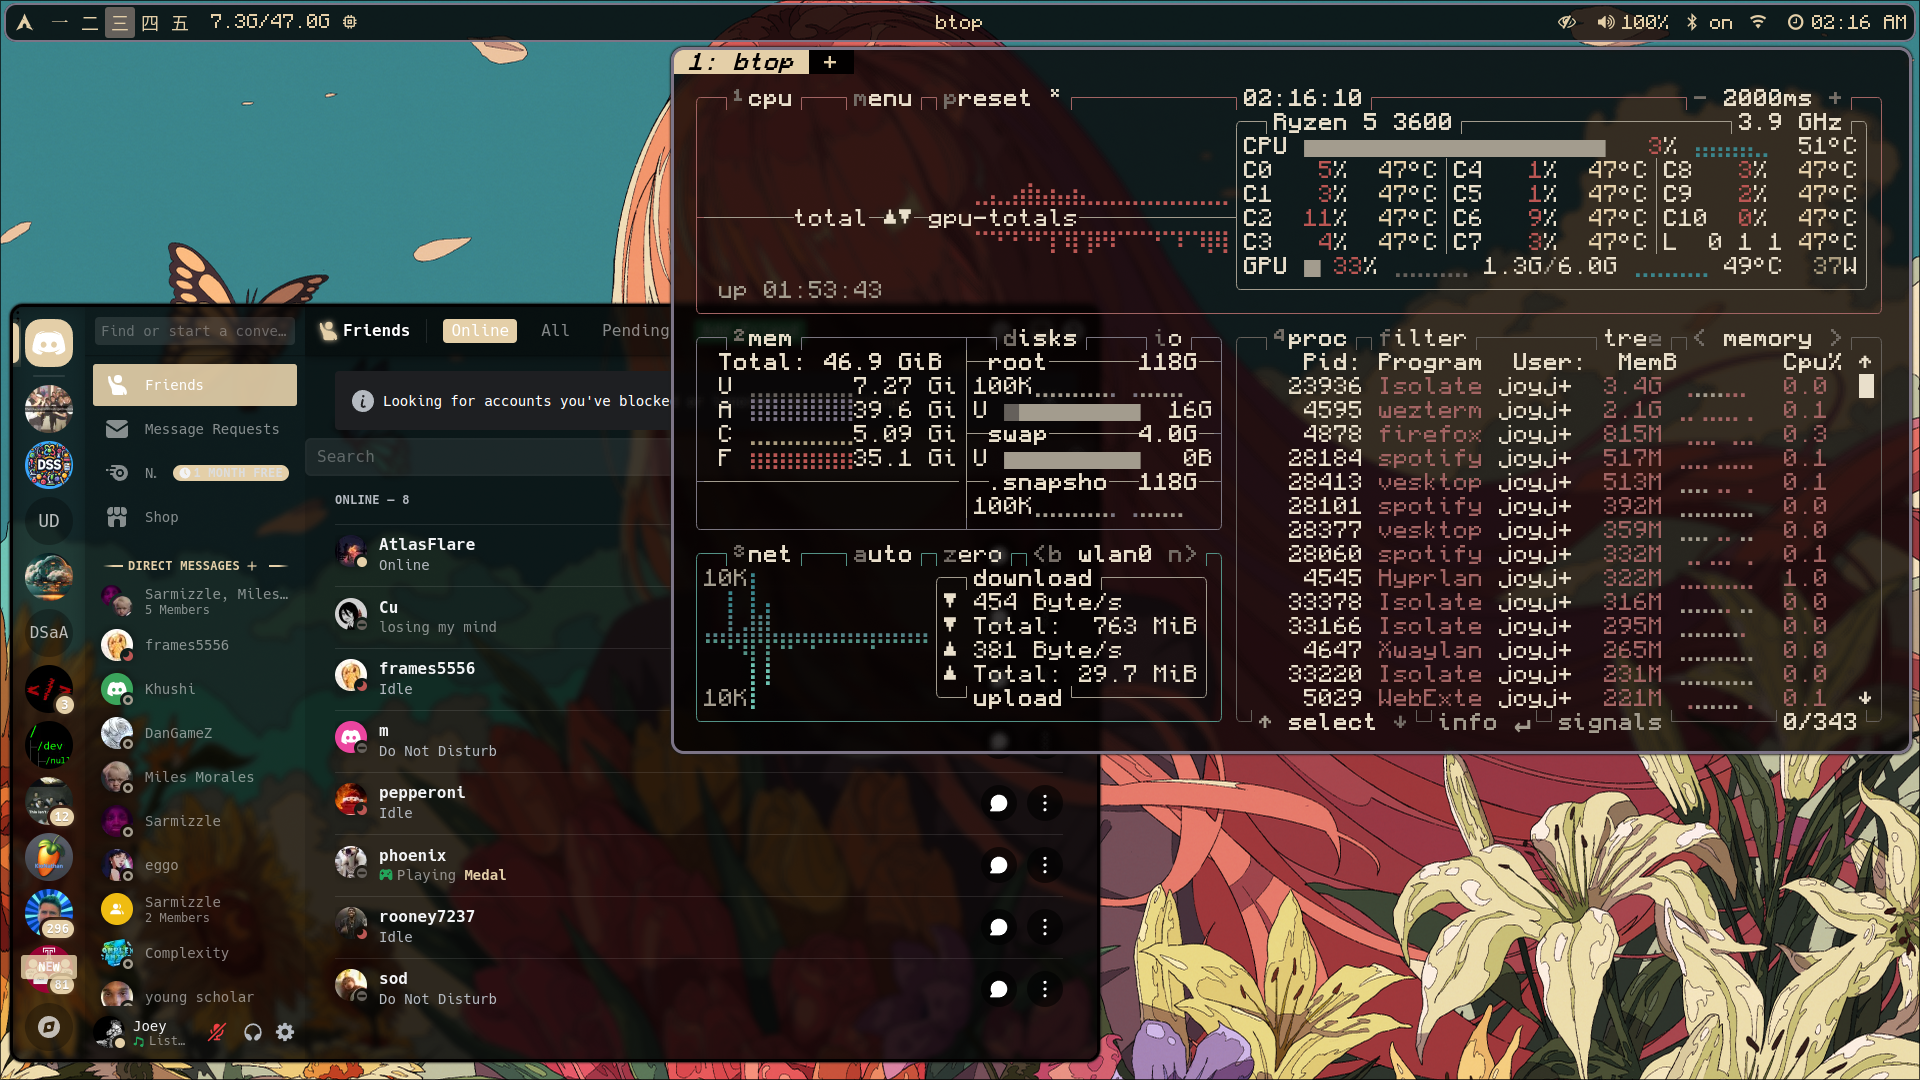 一 二 三 四 五 7.3G/47.0G
btop
100% on 02:16 AM
1: btop +
1cpu menu preset *
02:16:10 - 2000ms +
Ryzen 5 3600 3.9 GHz
CPU 3% 51°C
C0 5% 47°C C4 1% 47°C C8 3% 47°C
C1 3% 47°C C5 1% 47°C C9 2% 47°C
C2 11% 47°C C6 9% 47°C C10 0% 47°C
C3 4% 47°C C7 3% 47°C L 0 1 1 47°C
GPU 33% 1.3G/6.0G 49°C 37W
total gpu-totals
up 01:53:43
2mem disks io
Total: 46.9 GiB
U 7.27 Gi
A 39.6 Gi
C 5.09 Gi
F 35.1 Gi
root 118G
100K
U 16G
swap 4.0G
U 0B
.snapsho 118G
100K
3net auto zero <b wlan0 n>
10K
10K
download
454 Byte/s
Total: 763 MiB
381 Byte/s
Total: 29.7 MiB
upload
4proc filter tree < memory >
Pid: Program User: MemB Cpu% ↑
23936 Isolate joyj+ 3.4G 0.0
4595 wezterm joyj+ 2.1G 0.1
4878 firefox joyj+ 815M 0.3
28184 spotify joyj+ 517M 0.1
28413 vesktop joyj+ 513M 0.1
28101 spotify joyj+ 392M 0.0
28377 vesktop joyj+ 359M 0.0
28060 spotify joyj+ 332M 0.1
4545 Hyprlan joyj+ 322M 1.0
33378 Isolate joyj+ 316M 0.0
33166 Isolate joyj+ 295M 0.0
4647 Xwaylan joyj+ 265M 0.0
33220 Isolate joyj+ 231M 0.0
5029 WebExte joyj+ 221M 0.1 ↓
↑ select ↓ info ↵ signals 0/343
Find or start a conve…
Friends
Message Requests
N. 1 MONTH FREE
Shop
DIRECT MESSAGES +
Sarmizzle, Miles…
5 Members
frames5556
Khushi
DanGameZ
Miles Morales
Sarmizzle
eggo
Sarmizzle
2 Members
Complexity
young scholar
Joey
List…
DSS
UD
DSaA
3
/
/dev
12
296
NEW
81
Friends Online All Pending
Looking for accounts you've blocke
Search
ONLINE — 8
AtlasFlare
Online
Cu
losing my mind
frames5556
Idle
m
Do Not Disturb
pepperoni
Idle
phoenix
Playing Medal
rooney7237
Idle
sod
Do Not Disturb